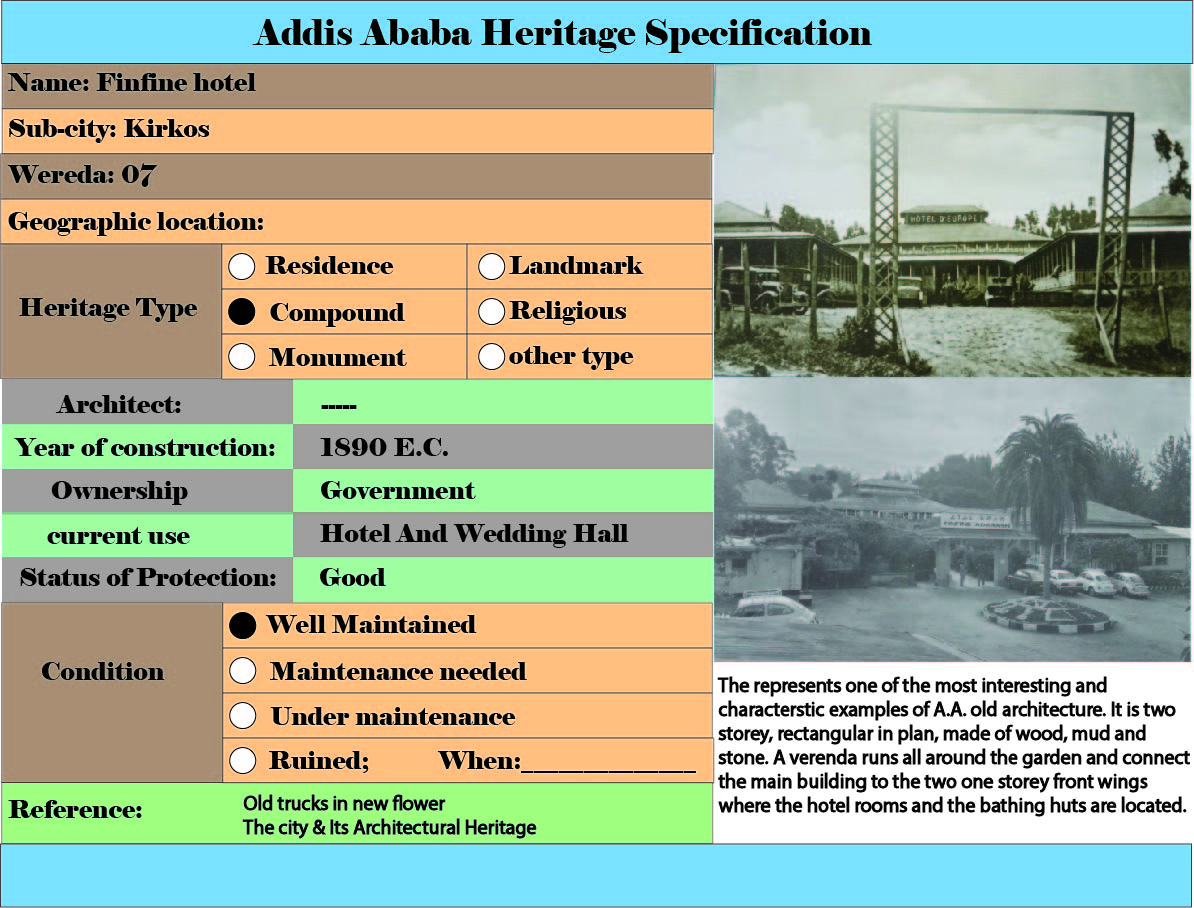 Addis Ababa Heritage Specification
Name: Finfine hotel
Sub-city: Kirkos
Wereda: 07
Geographic location:
Heritage Type
Residence
Landmark
Compound
Religious
Monument
other type
Architect:
-----
Year of construction:
1890 E.C.
Ownership
Government
current use
Hotel And Wedding Hall
Status of Protection:
Good
Condition
Well Maintained
Maintenance needed
Under maintenance
Ruined; When:_______________
Reference:
Old trucks in new flower
The city & Its Architectural Heritage
HOTEL D'EUROPE
The represents one of the most interesting and
characterstic examples of A.A. old architecture. It is two
storey, rectangular in plan, made of wood, mud and
stone. A verenda runs all around the garden and connect
the main building to the two one storey front wings
where the hotel rooms and the bathing huts are located.